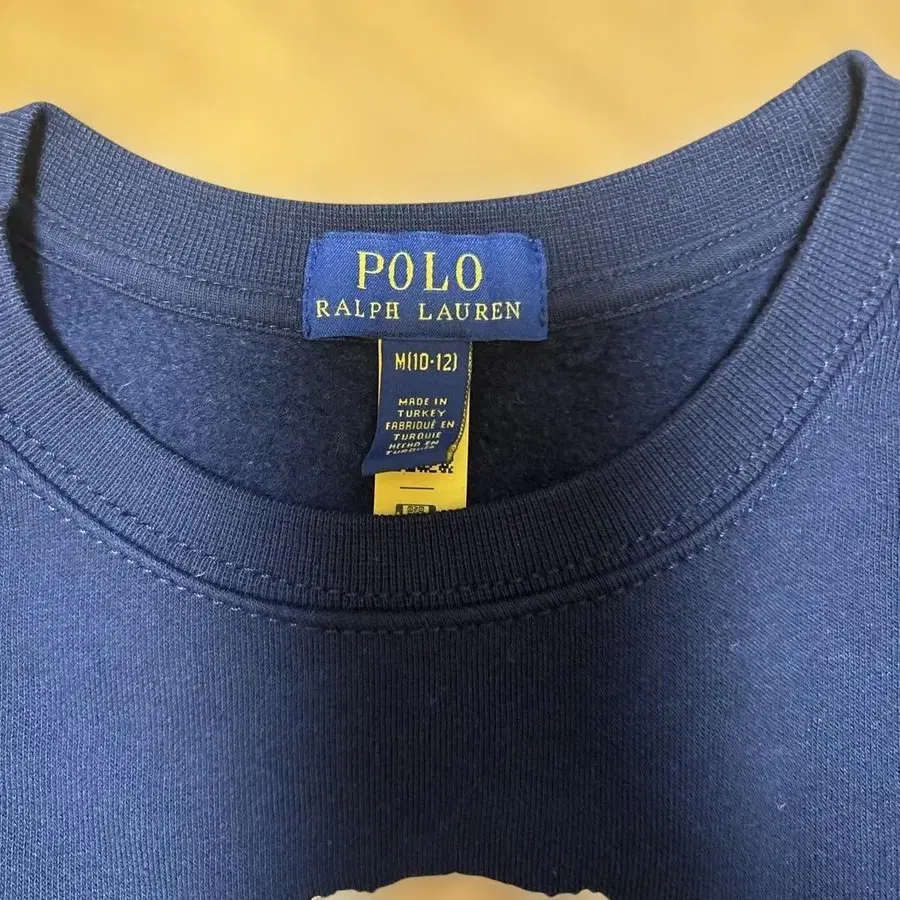 POLO
RALPH LAUREN
M(10-12)
MADE IN
TURKEY
FABRIQUÉ EN
TURQUIE
HECHO EN